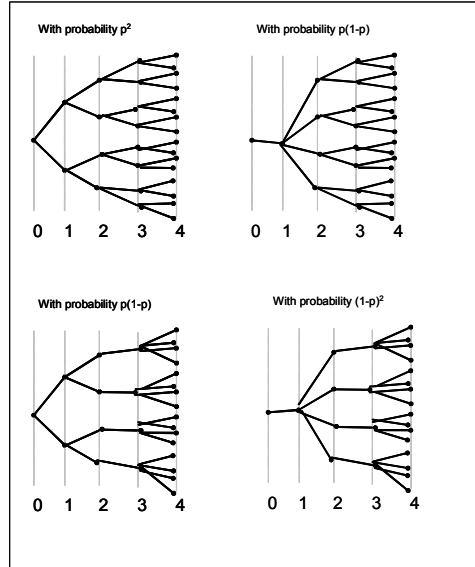 With probability p²
With probability p(1-p)
0 1 2 3 4
0 1 2 3 4
With probability p(1-p)
With probability (1-p)²
0 1 2 3 4
0 1 2 3 4